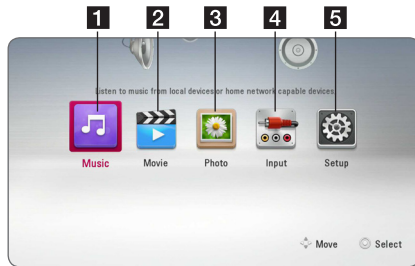 1 2 3 4 5
Listen to music from local devices or home network capable devices.
Music Movie Photo Input Setup
Move Select